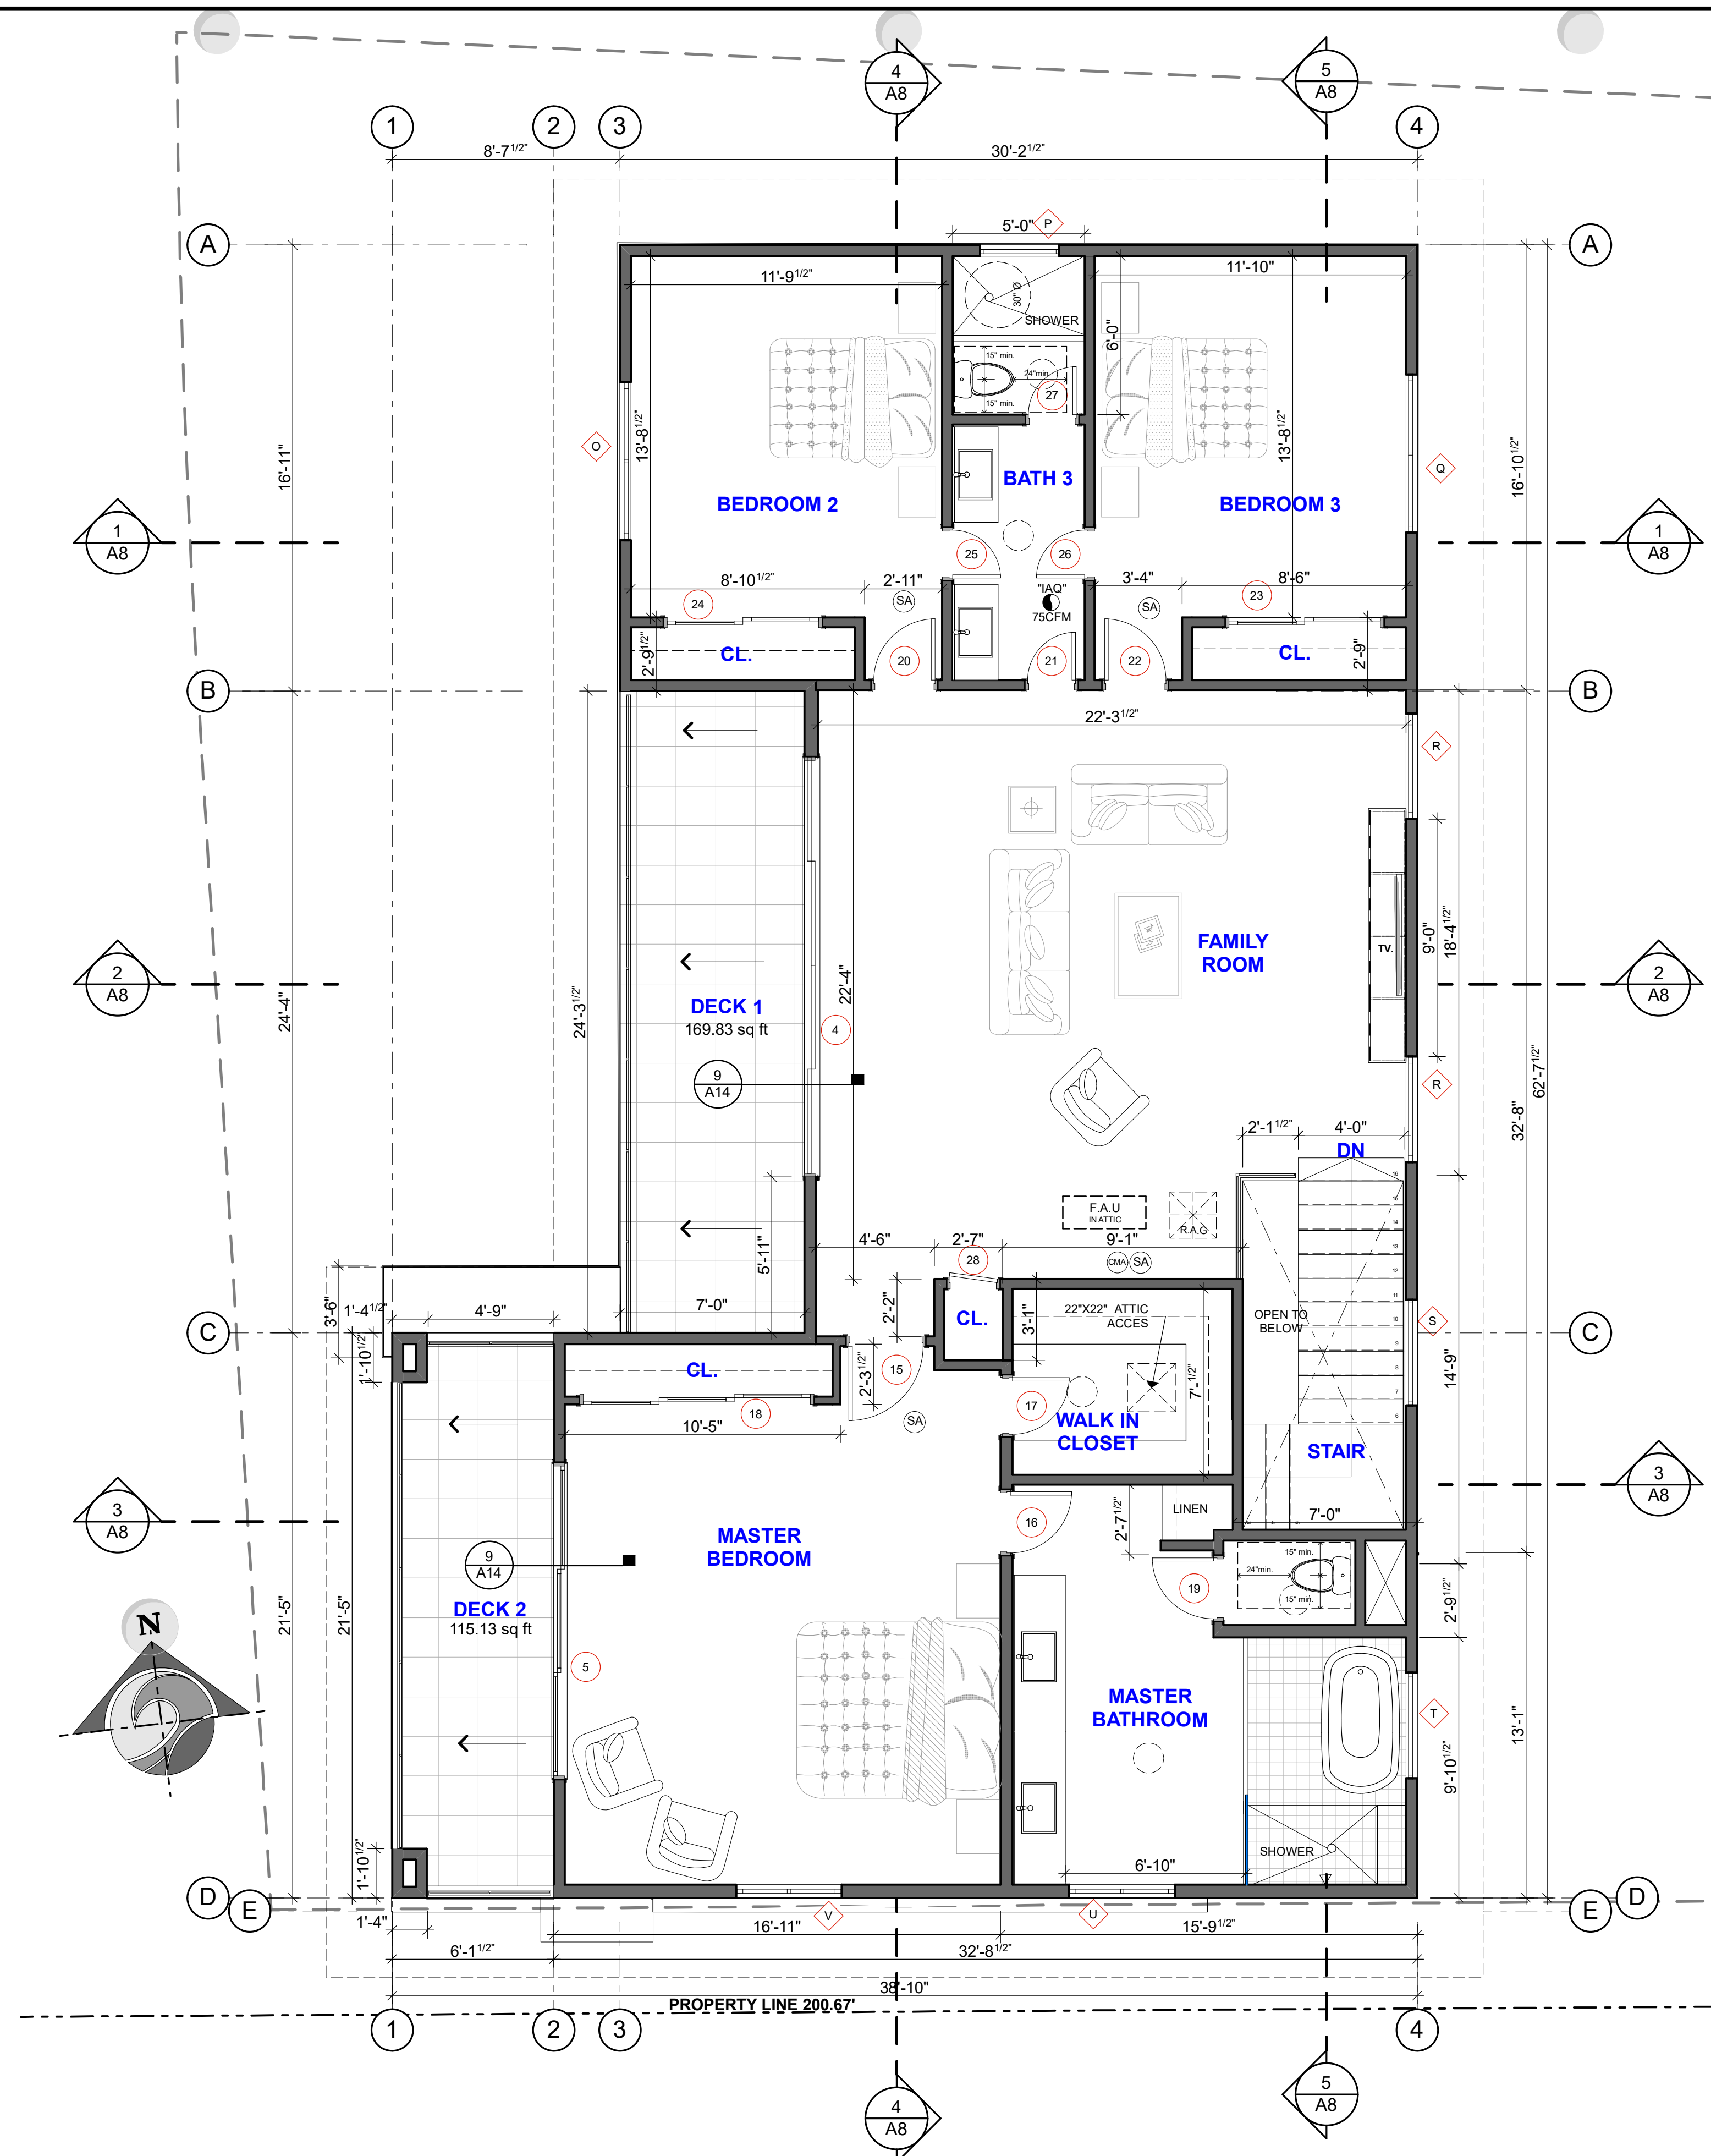 4
A8
5
A8
1
2
3
4
8'-7 1/2"
30'-2 1/2"
A
A
5'-0"
P
11'-9 1/2"
11'-10"
30" Ø
SHOWER
6'-0"
15" min.
24"min.
15" min.
27
O
13'-8 1/2"
13'-8 1/2"
Q
16'-11"
16'-10 1/2"
BEDROOM 2
BATH 3
BEDROOM 3
1
A8
1
A8
25
26
8'-10 1/2"
2'-11"
3'-4"
8'-6"
24
SA
"IAQ"
75CFM
SA
23
2'-9 1/2"
CL.
20
21
22
CL.
2'-9"
B
B
22'-3 1/2"
R
FAMILY
ROOM
TV.
9'-0"
18'-4 1/2"
2
A8
2
A8
22'-4"
24'-4"
24'-3 1/2"
DECK 1
169.83 sq ft
4
9
A14
R
62'-7 1/2"
32'-8"
2'-1 1/2"
4'-0"
DN
16
15
14
13
12
11
10
9
8
7
6
F.A.U
IN ATTIC
R.A.G
5'-11"
4'-6"
2'-7"
9'-1"
28
CMA
SA
3'-6"
1'-4 1/2"
4'-9"
7'-0"
2'-2"
CL.
3'-1"
22"X22" ATTIC
ACCES
OPEN TO
BELOW
S
C
C
1'-10 1/2"
CL.
2'-3 1/2"
15
7'- 1/2"
14'-9"
18
10'-5"
SA
17
WALK IN
CLOSET
STAIR
3
A8
3
A8
16
2'-7 1/2"
LINEN
7'-0"
MASTER
BEDROOM
9
A14
15" min.
24"min.
15" min.
19
2'-9 1/2"
N
DECK 2
115.13 sq ft
21'-5"
21'-5"
5
MASTER
BATHROOM
T
13'-1"
9'-10 1/2"
SHOWER
1'-10 1/2"
6'-10"
D
E
E
D
1'-4"
16'-11"
V
U
15'-9 1/2"
6'-1 1/2"
32'-8 1/2"
38'-10"
PROPERTY LINE 200.67'
1
2
3
4
4
A8
5
A8